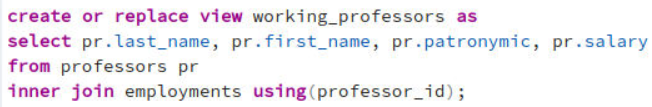 create or replace view working_professors as
select pr.last_name, pr.first_name, pr.patronymic, pr.salary
from professors pr
inner join employments using(professor_id);